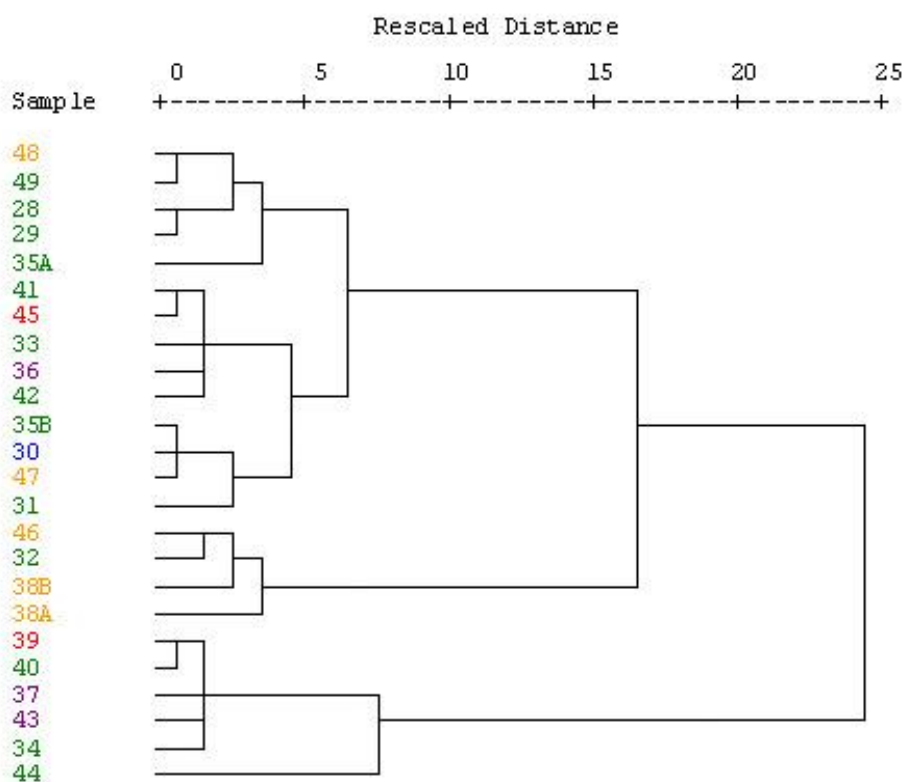 Rescaled Distance
0 5 10 15 20 25
Sample +---------+---------+---------+---------+---------+
48
49
28
29
35A
41
45
33
36
42
35B
30
47
31
46
32
38B
38A
39
40
37
43
34
44